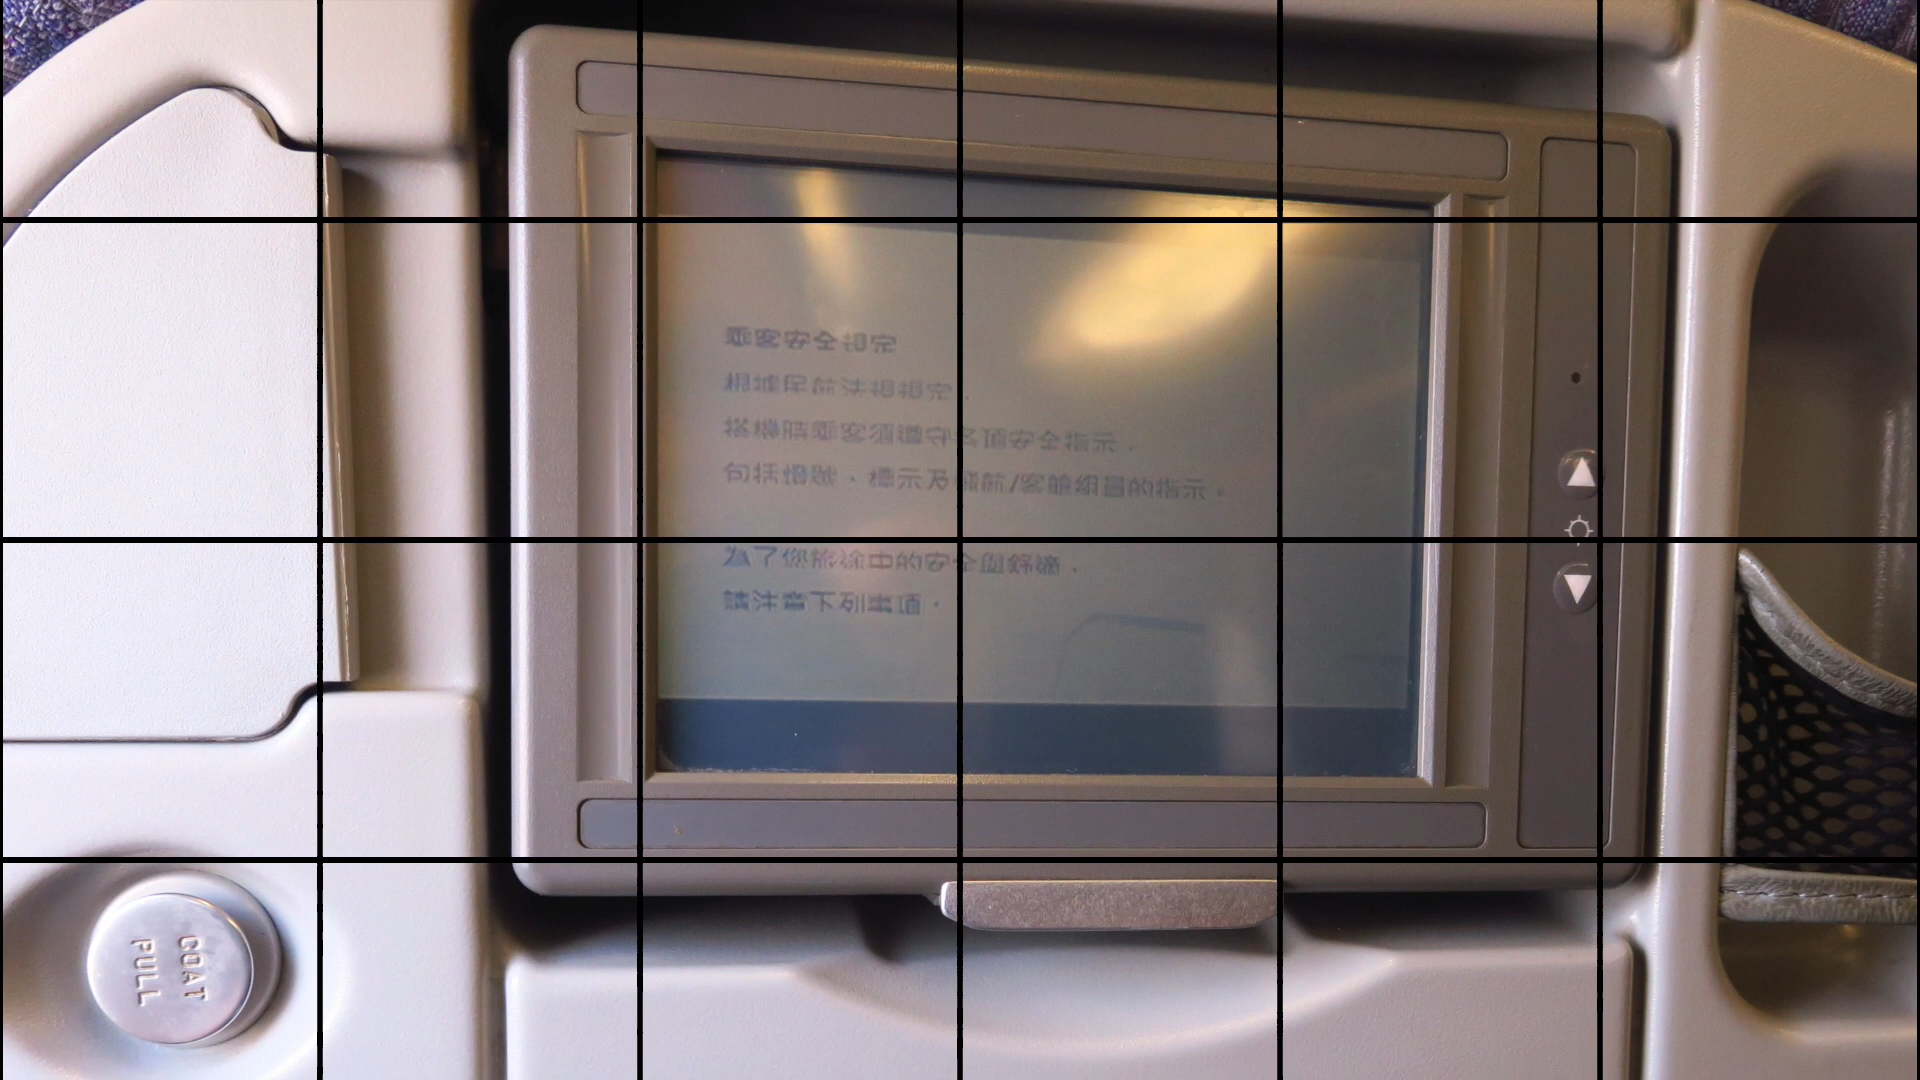 乘客安全規定
根據民航法規規定，
搭機時乘客須遵守各項安全指示，
包括燈號、標示及飛航/客艙組員的指示。
為了您旅途中的安全與舒適，
請注意下列事項。
COAT
PULL